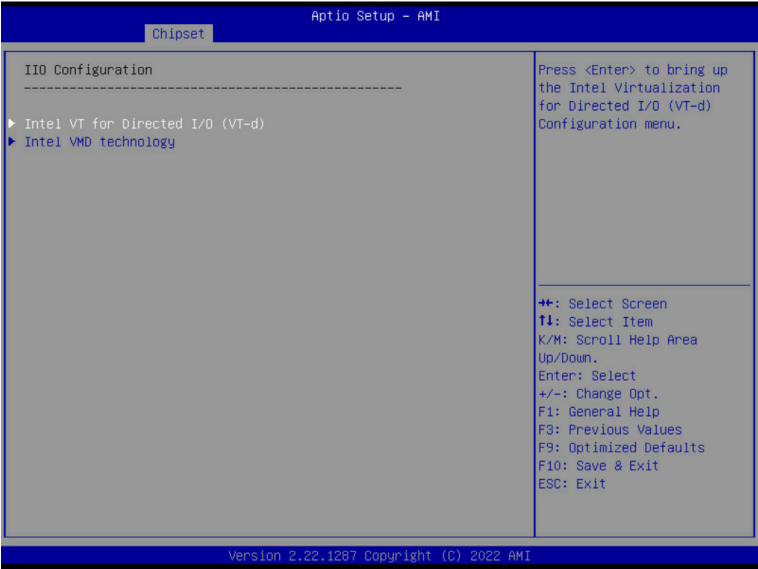 Aptio Setup – AMI
Chipset
IIO Configuration
--------------------------------------------------
Intel VT for Directed I/O (VT-d)
Intel VMD technology
Press <Enter> to bring up
the Intel Virtualization
for Directed I/O (VT-d)
Configuration menu.
→←: Select Screen
↑↓: Select Item
K/M: Scroll Help Area
Up/Down.
Enter: Select
+/-: Change Opt.
F1: General Help
F3: Previous Values
F9: Optimized Defaults
F10: Save & Exit
ESC: Exit
Version 2.22.1287 Copyright (C) 2022 AMI